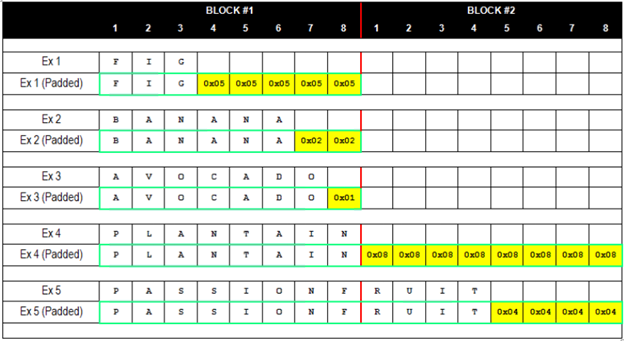 BLOCK #1 BLOCK #2
1 2 3 4 5 6 7 8 1 2 3 4 5 6 7 8
Ex 1 F I G
Ex 1 (Padded) F I G 0x05 0x05 0x05 0x05 0x05
Ex 2 B A N A N A
Ex 2 (Padded) B A N A N A 0x02 0x02
Ex 3 A V O C A D O
Ex 3 (Padded) A V O C A D O 0x01
Ex 4 P L A N T A I N
Ex 4 (Padded) P L A N T A I N 0x08 0x08 0x08 0x08 0x08 0x08 0x08 0x08
Ex 5 P A S S I O N F R U I T
Ex 5 (Padded) P A S S I O N F R U I T 0x04 0x04 0x04 0x04